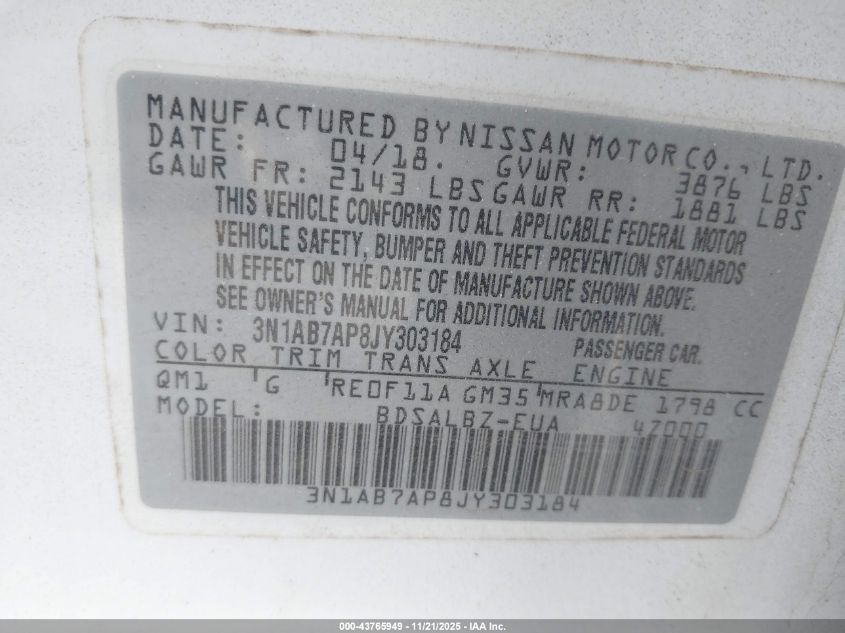 MANUFACTURED BY NISSAN MOTOR CO., LTD.
DATE: 04/18. GVWR: 3876 LBS
GAWR FR: 2143 LBS GAWR RR: 1881 LBS
THIS VEHICLE CONFORMS TO ALL APPLICABLE FEDERAL MOTOR
VEHICLE SAFETY, BUMPER AND THEFT PREVENTION STANDARDS
IN EFFECT ON THE DATE OF MANUFACTURE SHOWN ABOVE.
SEE OWNER'S MANUAL FOR ADDITIONAL INFORMATION.
VIN: 3N1AB7AP8JY303184 PASSENGER CAR.
COLOR TRIM TRANS AXLE ENGINE
QM1 G RE0F11A GM35 MRA8DE 1798 CC
MODEL: BDSALBZ-EUA 47000
3N1AB7AP8JY303184
000-43765949 - 11/21/2025 - IAA Inc.